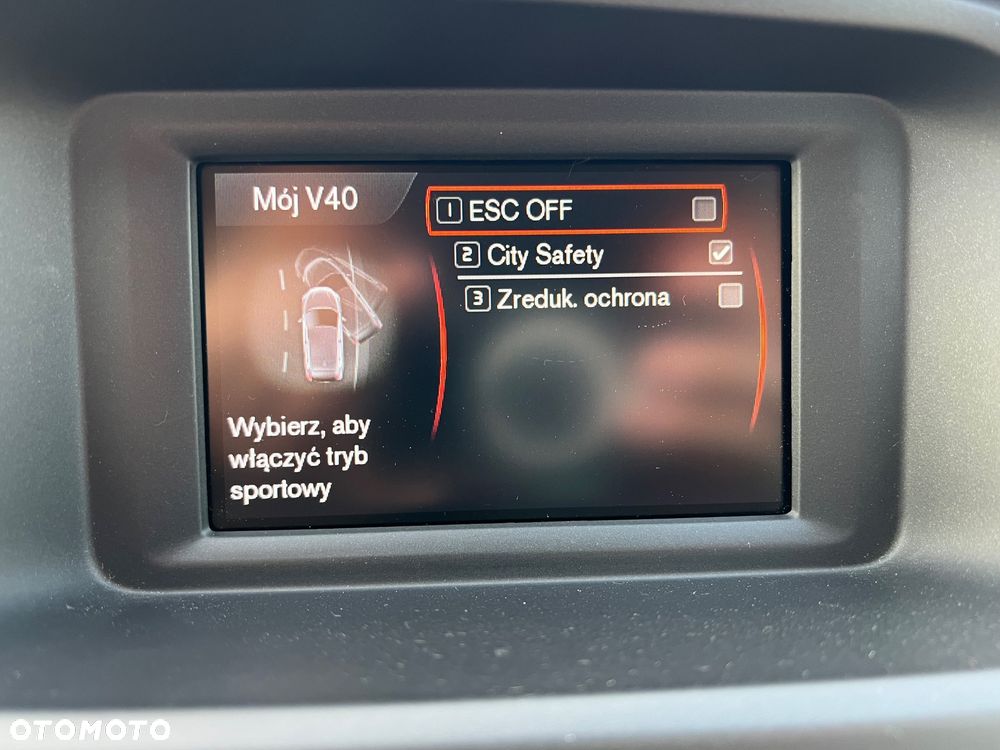 Mój V40
1 ESC OFF
2 City Safety
3 Zreduk. ochrona
Wybierz, aby
włączyć tryb
sportowy
OTOMOTO